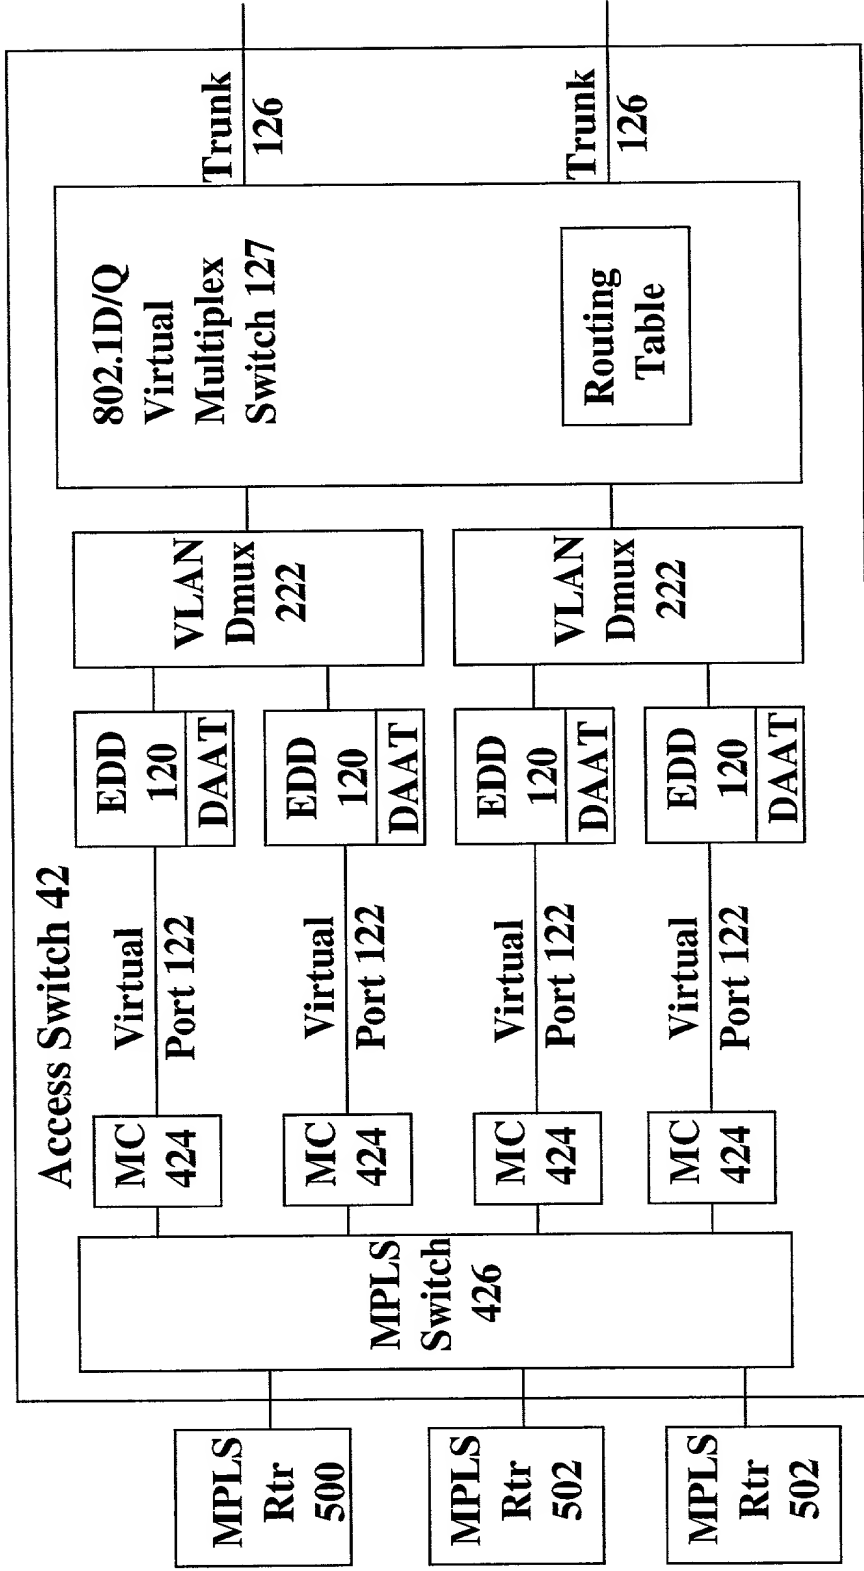 Access Switch 42
MPLS
Rtr
500
MPLS
Rtr
502
MPLS
Rtr
502
MPLS
Switch
426
MC
424
MC
424
MC
424
MC
424
Virtual
Port 122
Virtual
Port 122
Virtual
Port 122
Virtual
Port 122
EDD
120
DAAT
EDD
120
DAAT
EDD
120
DAAT
EDD
120
DAAT
VLAN
Dmux
222
VLAN
Dmux
222
802.1D/Q
Virtual
Multiplex
Switch 127
Routing
Table
Trunk
126
Trunk
126